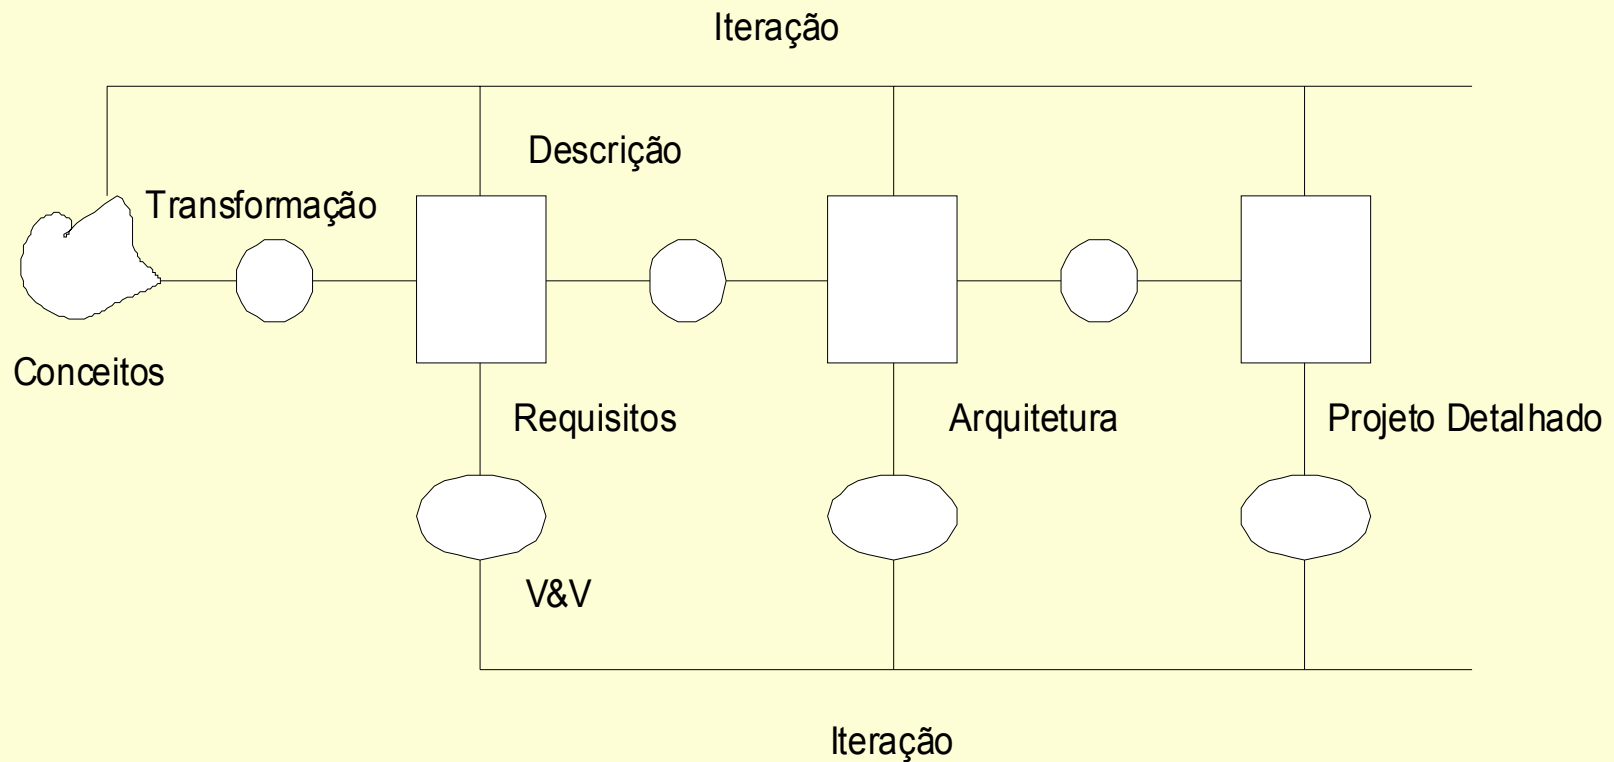 Iteração
Descrição
Transformação
Conceitos
Requisitos
Arquitetura
Projeto Detalhado
V&V
Iteração